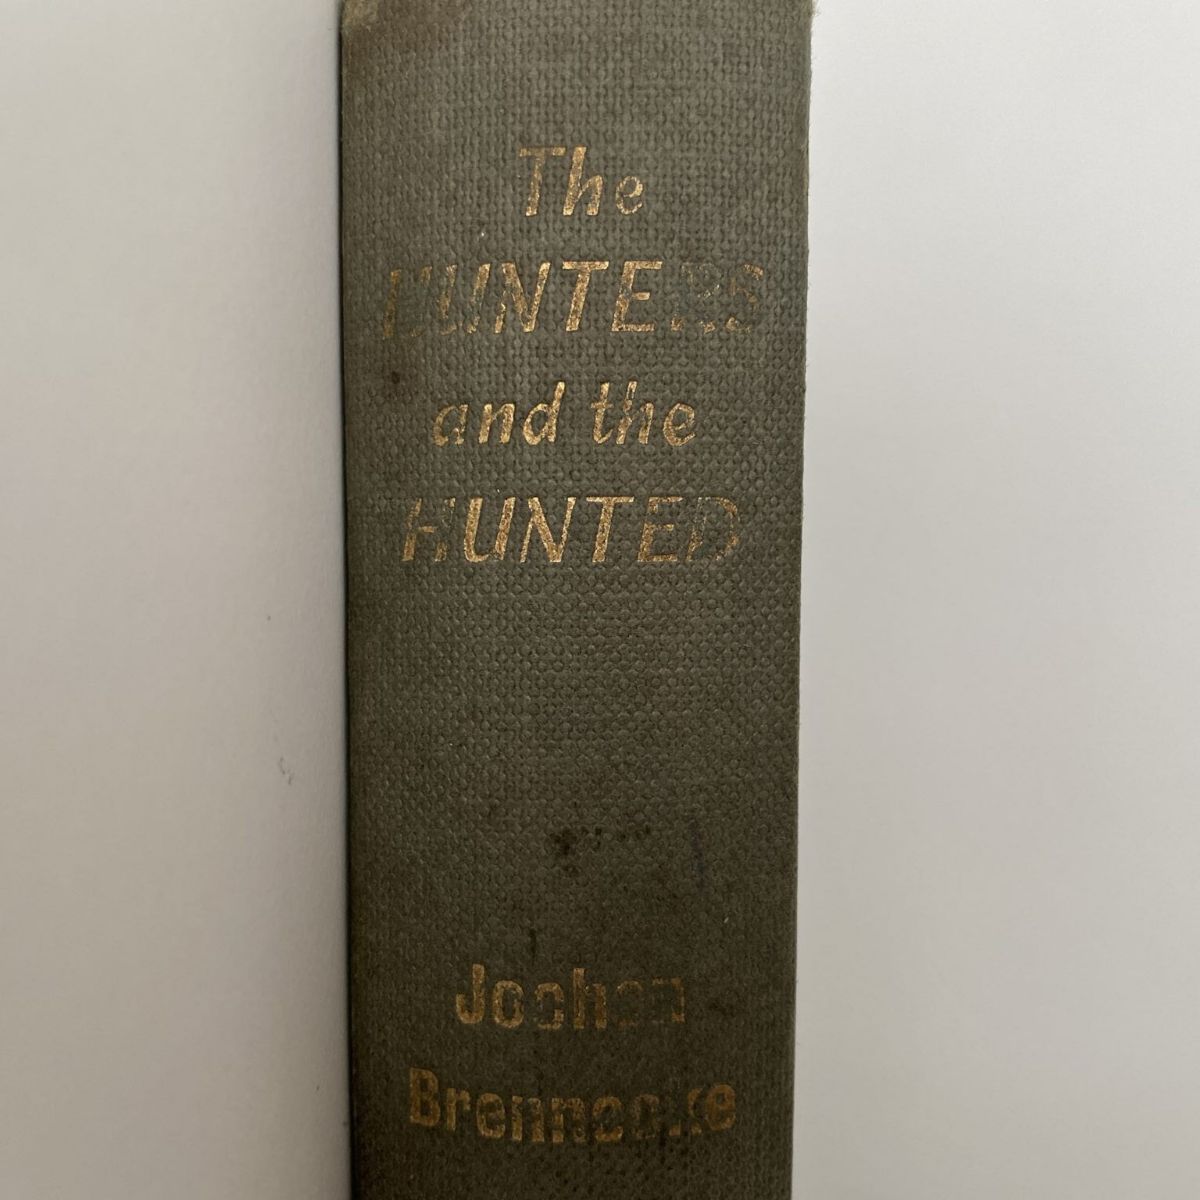 The
HUNTERS
and the
HUNTED
Jochen
Brennecke